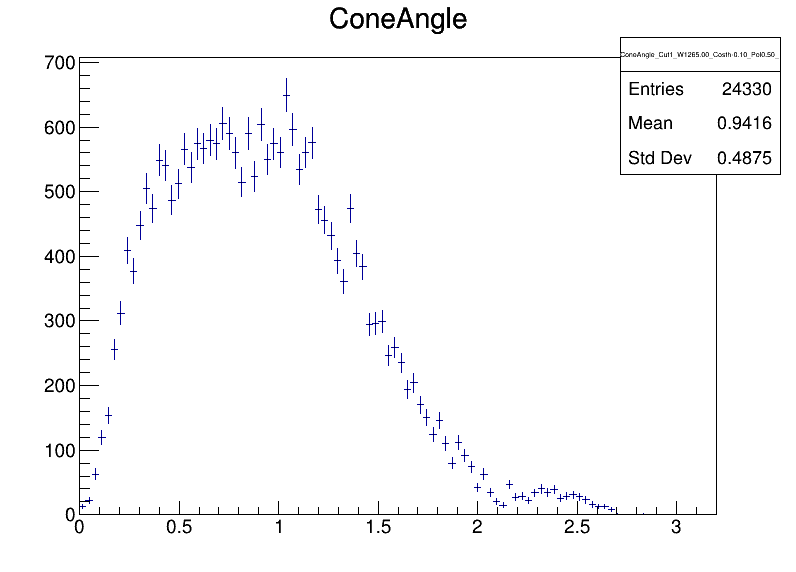 ConeAngle
ConeAngle_Cut1_W1265.00_Costh-0.10_Pol0.50_
Entries 24330
Mean 0.9416
Std Dev 0.4875
700
600
500
400
300
200
100
0
0 0.5 1 1.5 2 2.5 3